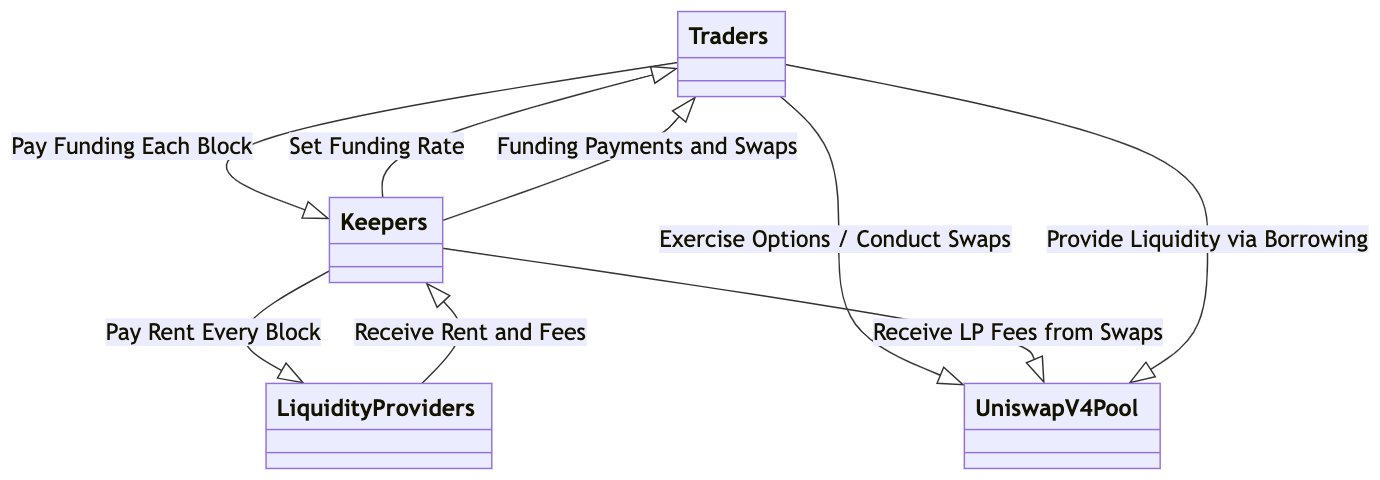 Traders
Pay Funding Each Block
Set Funding Rate
Funding Payments and Swaps
Keepers
Exercise Options / Conduct Swaps
Provide Liquidity via Borrowing
Pay Rent Every Block
Receive Rent and Fees
Receive LP Fees from Swaps
LiquidityProviders
UniswapV4Pool